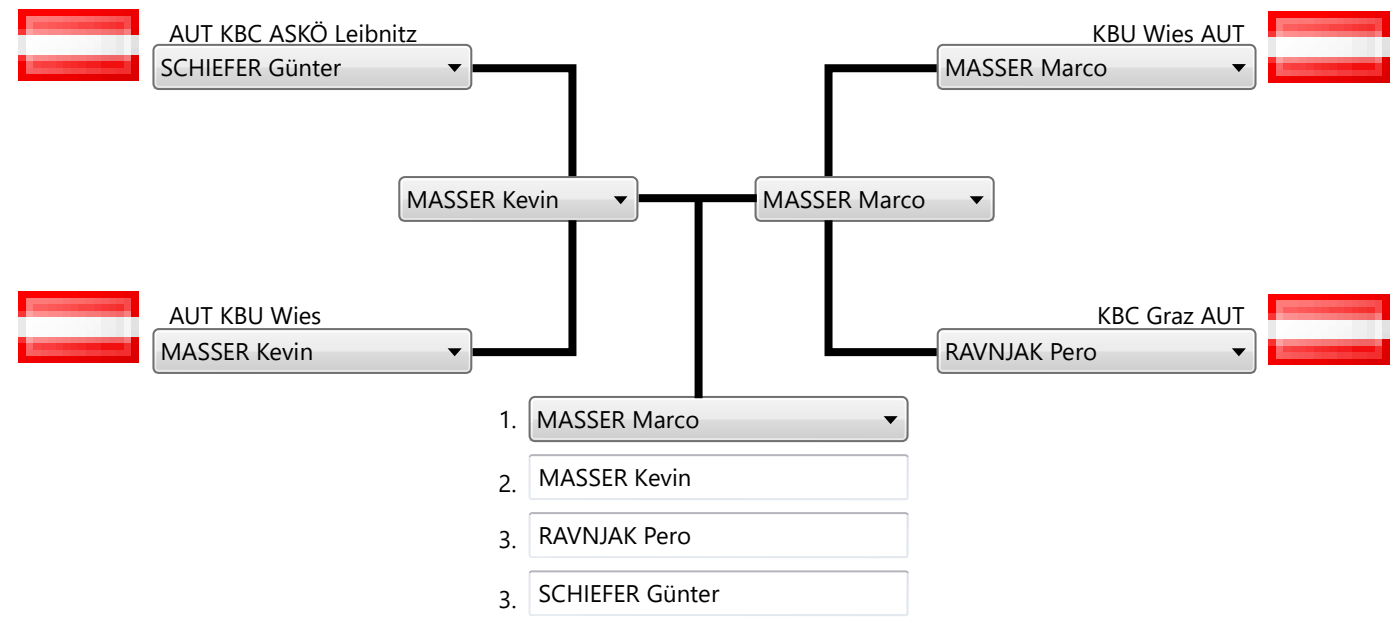 AUT KBC ASKÖ Leibnitz
SCHIEFER Günter
KBU Wies AUT
MASSER Marco
MASSER Kevin
MASSER Marco
AUT KBU Wies
MASSER Kevin
KBC Graz AUT
RAVNJAK Pero
1. MASSER Marco
2. MASSER Kevin
3. RAVNJAK Pero
3. SCHIEFER Günter